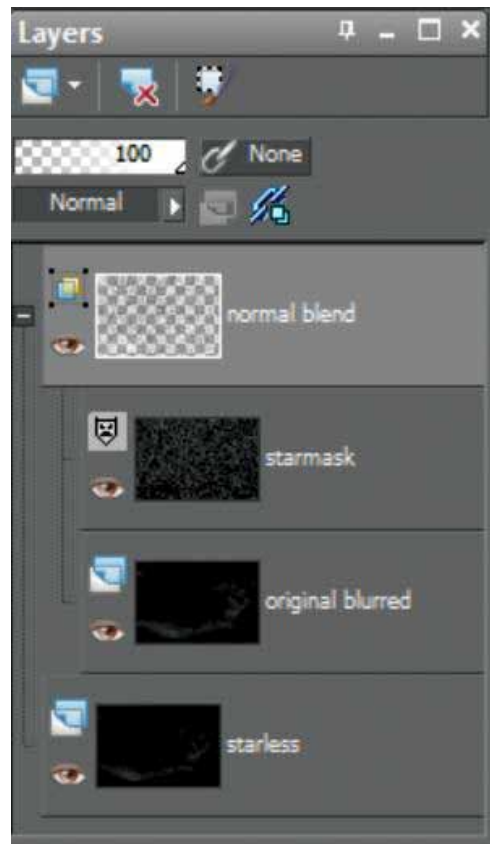 Layers
100
None
Normal
normal blend
starmask
original blurred
starless